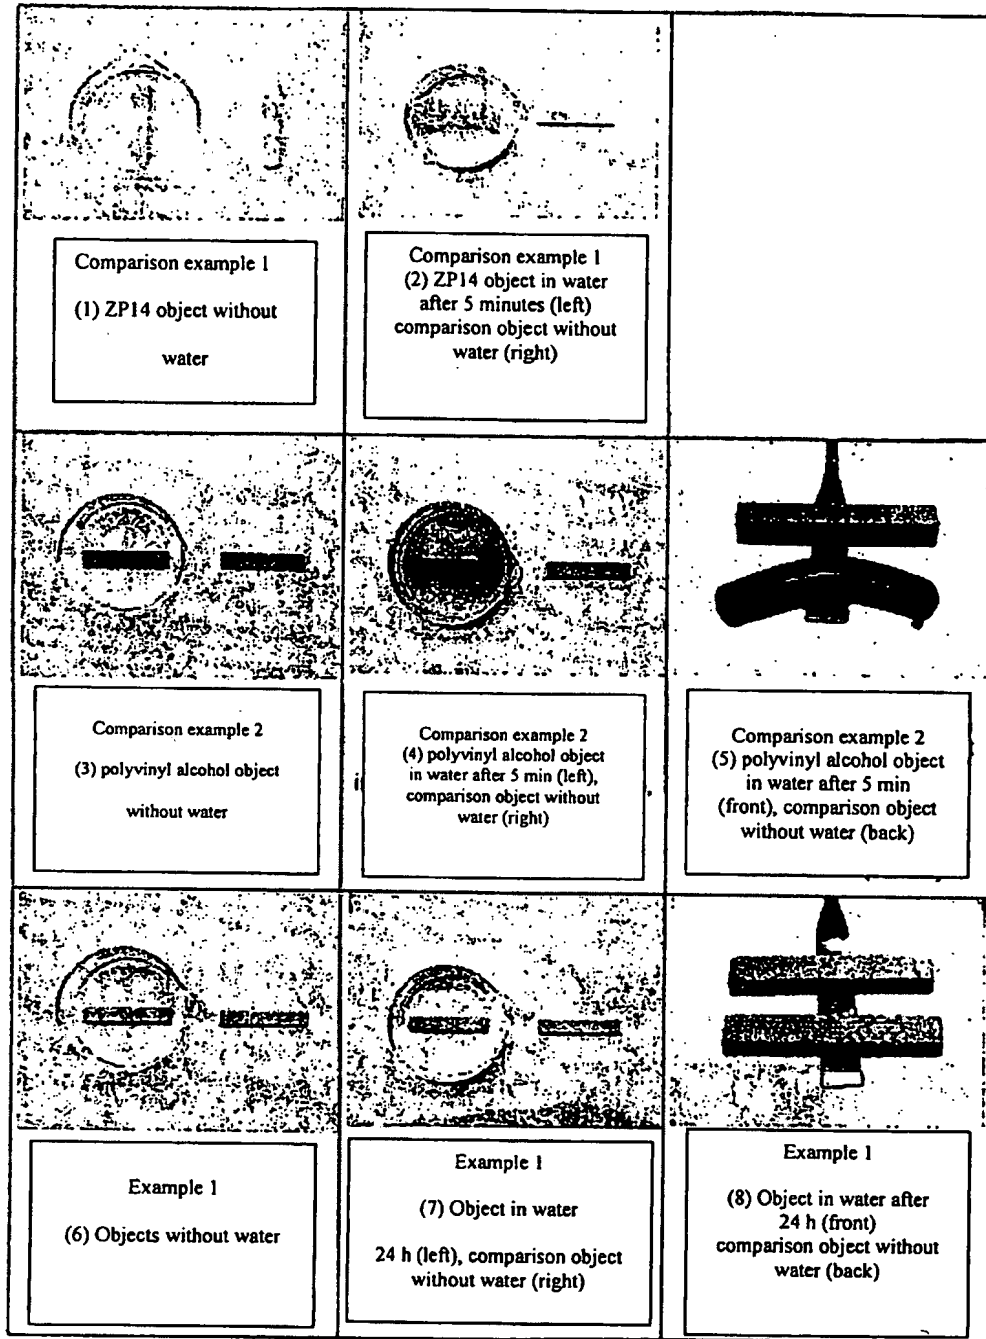 Comparison example 1
(1) ZP14 object without
water
Comparison example 1
(2) ZP14 object in water
after 5 minutes (left)
comparison object without
water (right)
Comparison example 2
(3) polyvinyl alcohol object
without water
Comparison example 2
(4) polyvinyl alcohol object
in water after 5 min (left),
comparison object without
water (right)
Comparison example 2
(5) polyvinyl alcohol object
in water after 5 min
(front), comparison object
without water (back)
Example 1
(6) Objects without water
Example 1
(7) Object in water
24 h (left), comparison object
without water (right)
Example 1
(8) Object in water after
24 h (front)
comparison object without
water (back)